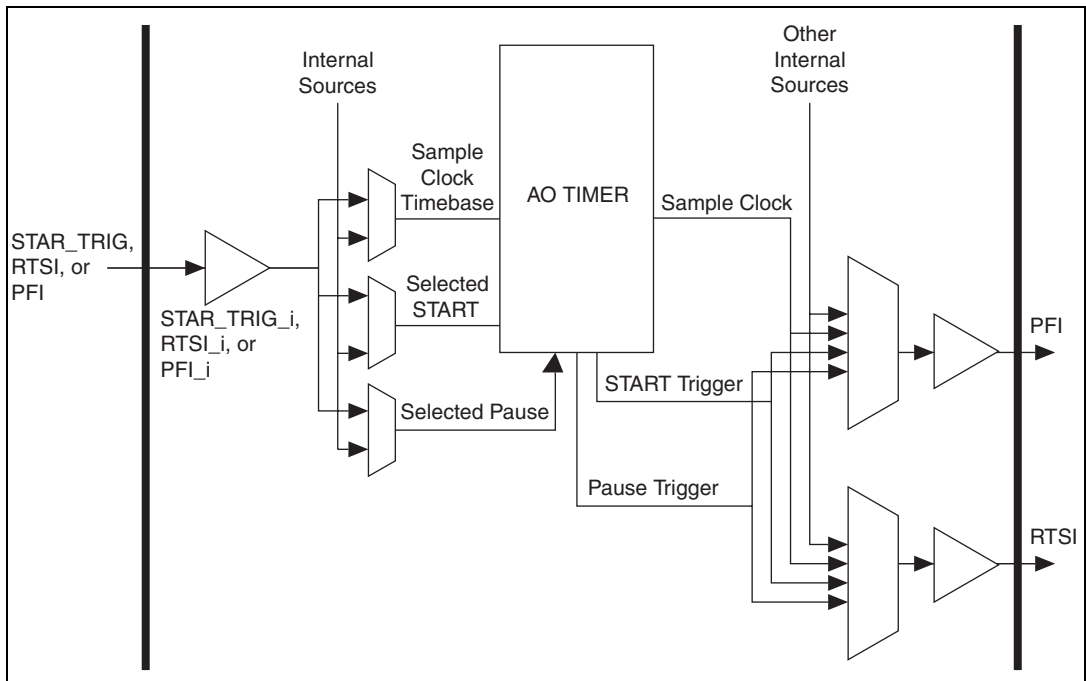 Internal
Sources
Other
Internal
Sources
Sample
Clock
Timebase
AO TIMER
Sample Clock
STAR_TRIG,
RTSI, or
PFI
Selected
START
STAR_TRIG_i,
RTSI_i, or
PFI_i
PFI
START Trigger
Selected Pause
Pause Trigger
RTSI